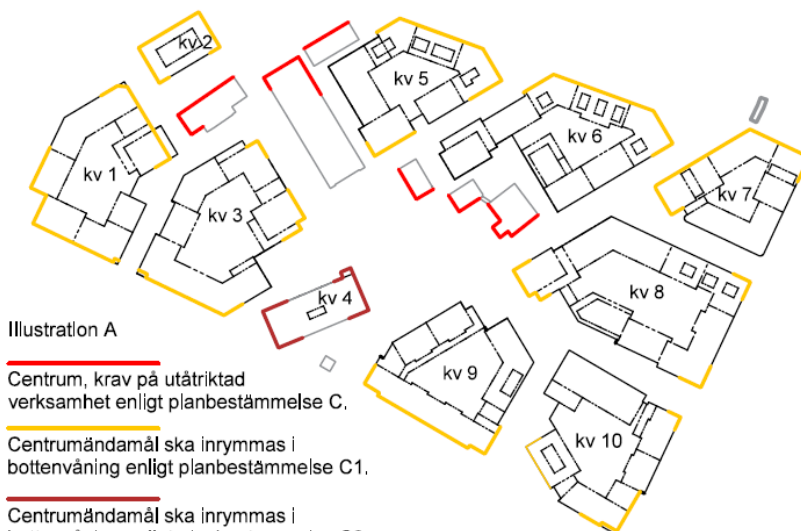 kv 2
kv 5
kv 6
kv 1
kv 7
kv 3
kv 4
kv 8
kv 9
kv 10
Illustration A
Centrum, krav på utåtriktad
verksamhet enligt planbestämmelse C.
Centrumändamål ska inrymmas i
bottenvåning enligt planbestämmelse C1.
Centrumändamål ska inrymmas i